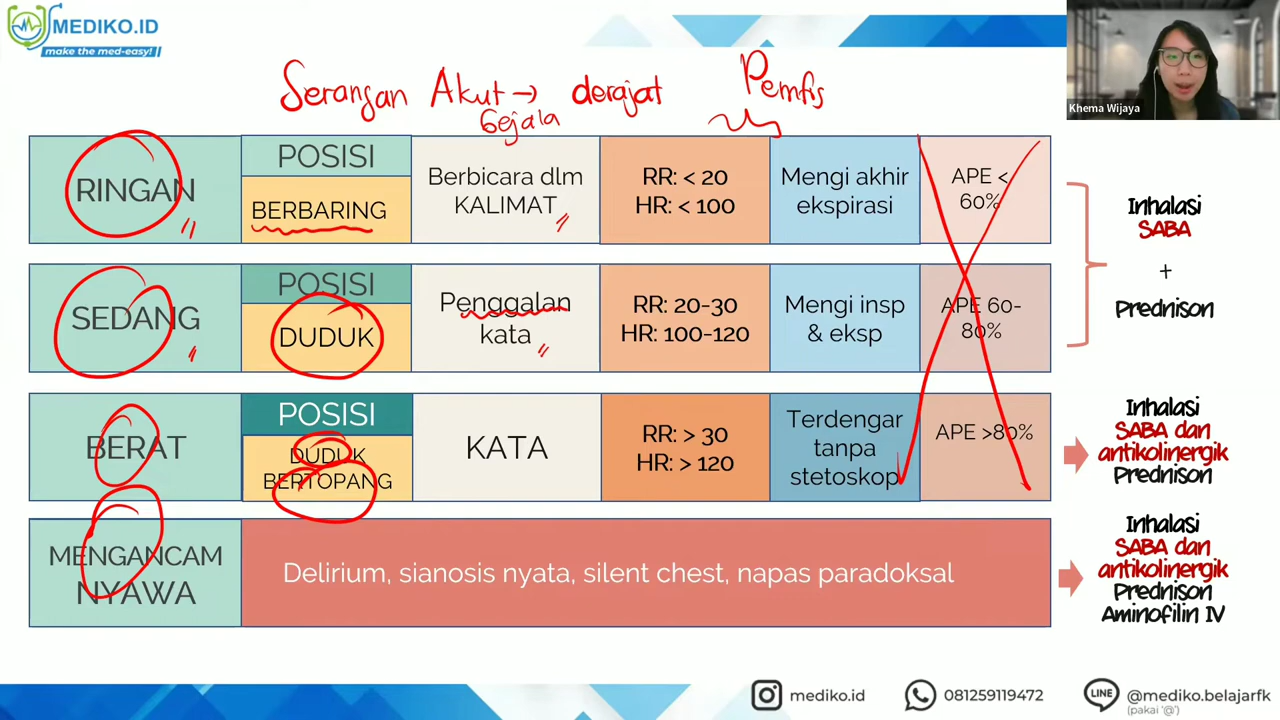 MEDIKO.ID
make the med-easy!
Khema Wijaya
Serangan Akut → derajat Pemfis
Gejala
RINGAN
POSISI
BERBARING
Berbicara dlm
KALIMAT
RR: < 20
HR: < 100
Mengi akhir
ekspirasi
APE <
60%
SEDANG
POSISI
DUDUK
Penggalan
kata
RR: 20-30
HR: 100-120
Mengi insp
& eksp
APE 60-
80%
Inhalasi
SABA
+
Prednison
BERAT
POSISI
DUDUK
BERTOPANG
KATA
RR: > 30
HR: > 120
Terdengar
tanpa
stetoskop
APE >80%
Inhalasi
SABA dan
antikolinergik
Prednison
MENGANCAM
NYAWA
Delirium, sianosis nyata, silent chest, napas paradoksal
Inhalasi
SABA dan
antikolinergik
Prednison
Aminofilin IV
mediko.id
081259119472
LINE
@mediko.belajarfk
(pakai '@')